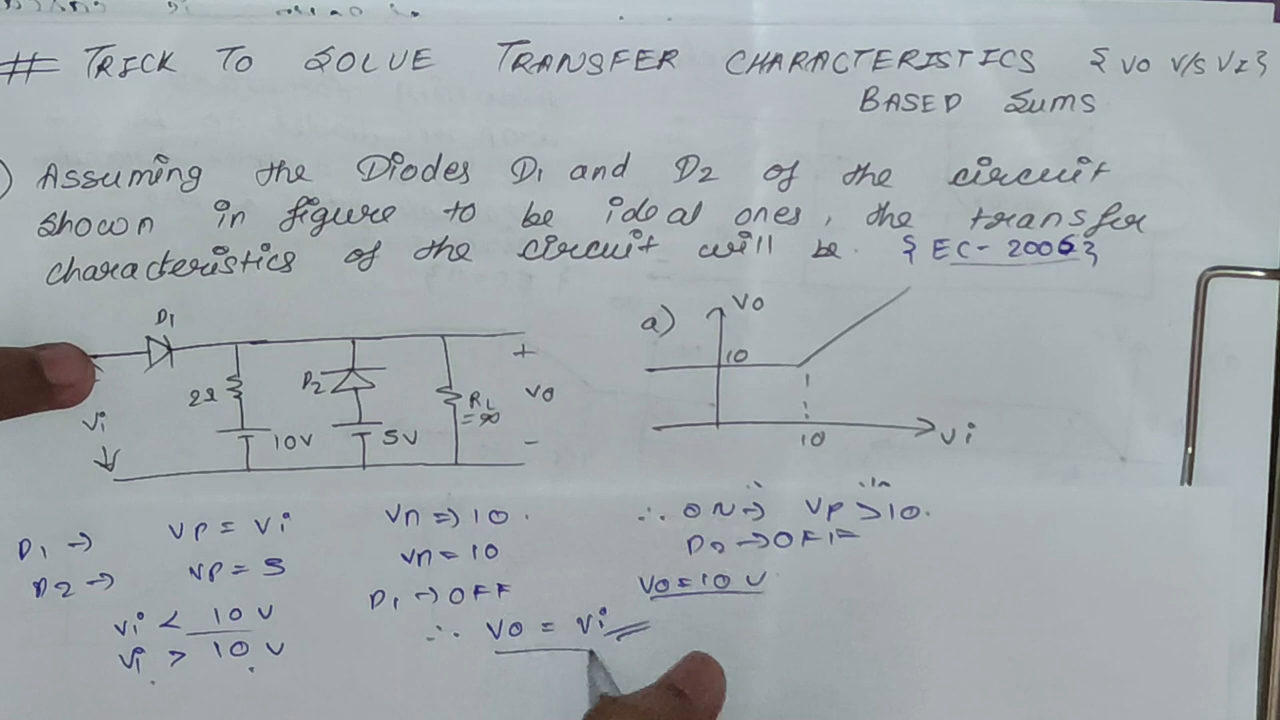 # TRICK TO SOLVE TRANSFER CHARACTERISTICS { VO V/S VI }
BASED SUMS
) Assuming the Diodes D1 and D2 of the circuit
shown in figure to be ideal ones, the transfer
characteristics of the circuit will be. { EC-2006 }
D1
2Ω
10V
D2
5V
RL
=∞
+
Vo
-
Vi
a)
Vo
10
10
Vi
D1 → VP = Vi Vn ⇒ 10. ∴ ON → VP > 10.
D2 → VP = 5 Vn = 10 D2 → OFF
Vi < 10 V D1 → OFF Vo = 10 V
Vi > 10 V ∴ Vo = Vi